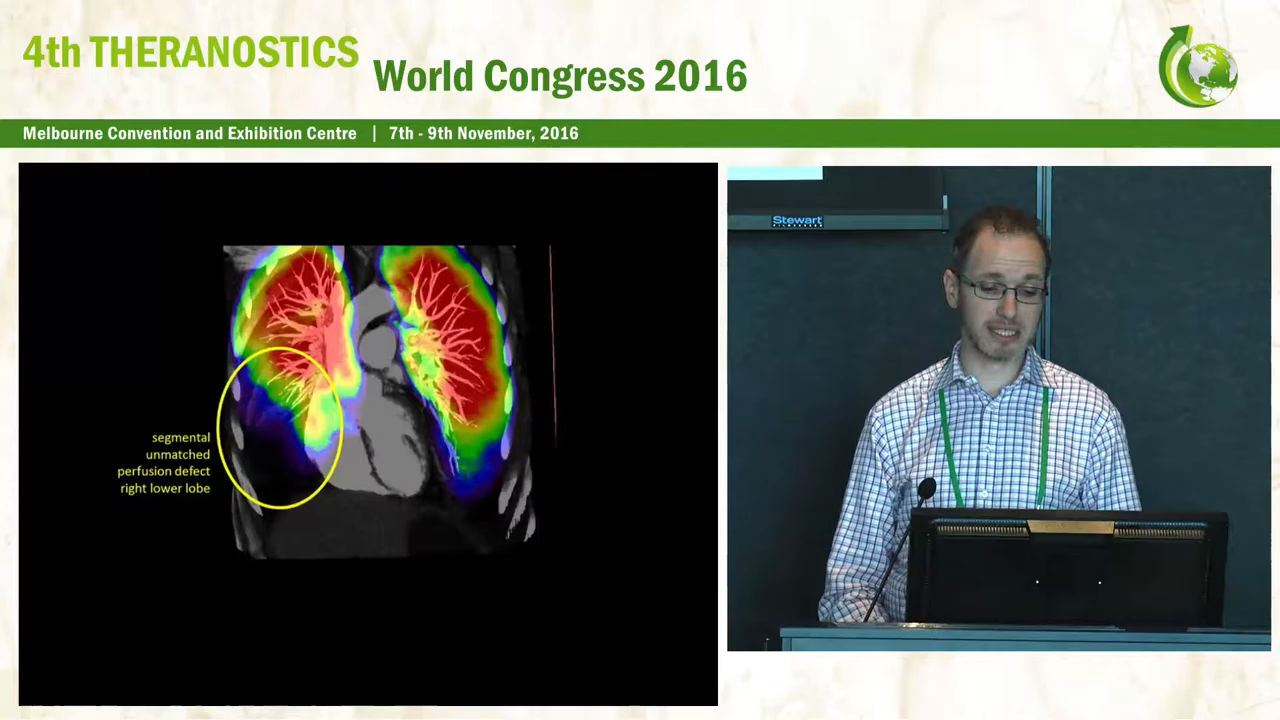 4th THERANOSTICS
World Congress 2016
Melbourne Convention and Exhibition Centre | 7th - 9th November, 2016
Stewart
segmental
unmatched
perfusion defect
right lower lobe